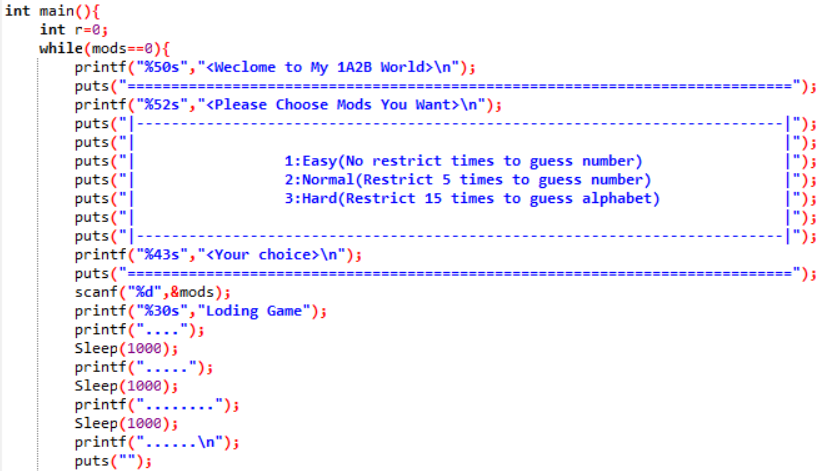 int main(){
int r=0;
while(mods==0){
printf("%50s","<Weclome to My 1A2B World>\n");
puts("===========================================================================");
printf("%52s","<Please Choose Mods You Want>\n");
puts("|-------------------------------------------------------------------------|");
puts("|                                                                         |");
puts("|                 1:Easy(No restrict times to guess number)               |");
puts("|                 2:Normal(Restrict 5 times to guess number)              |");
puts("|                 3:Hard(Restrict 15 times to guess alphabet)             |");
puts("|                                                                         |");
puts("|-------------------------------------------------------------------------|");
printf("%43s","<Your choice>\n");
puts("===========================================================================");
scanf("%d",&mods);
printf("%30s","Loding Game");
printf("....");
Sleep(1000);
printf(".....");
Sleep(1000);
printf("........");
Sleep(1000);
printf("......\n");
puts("");